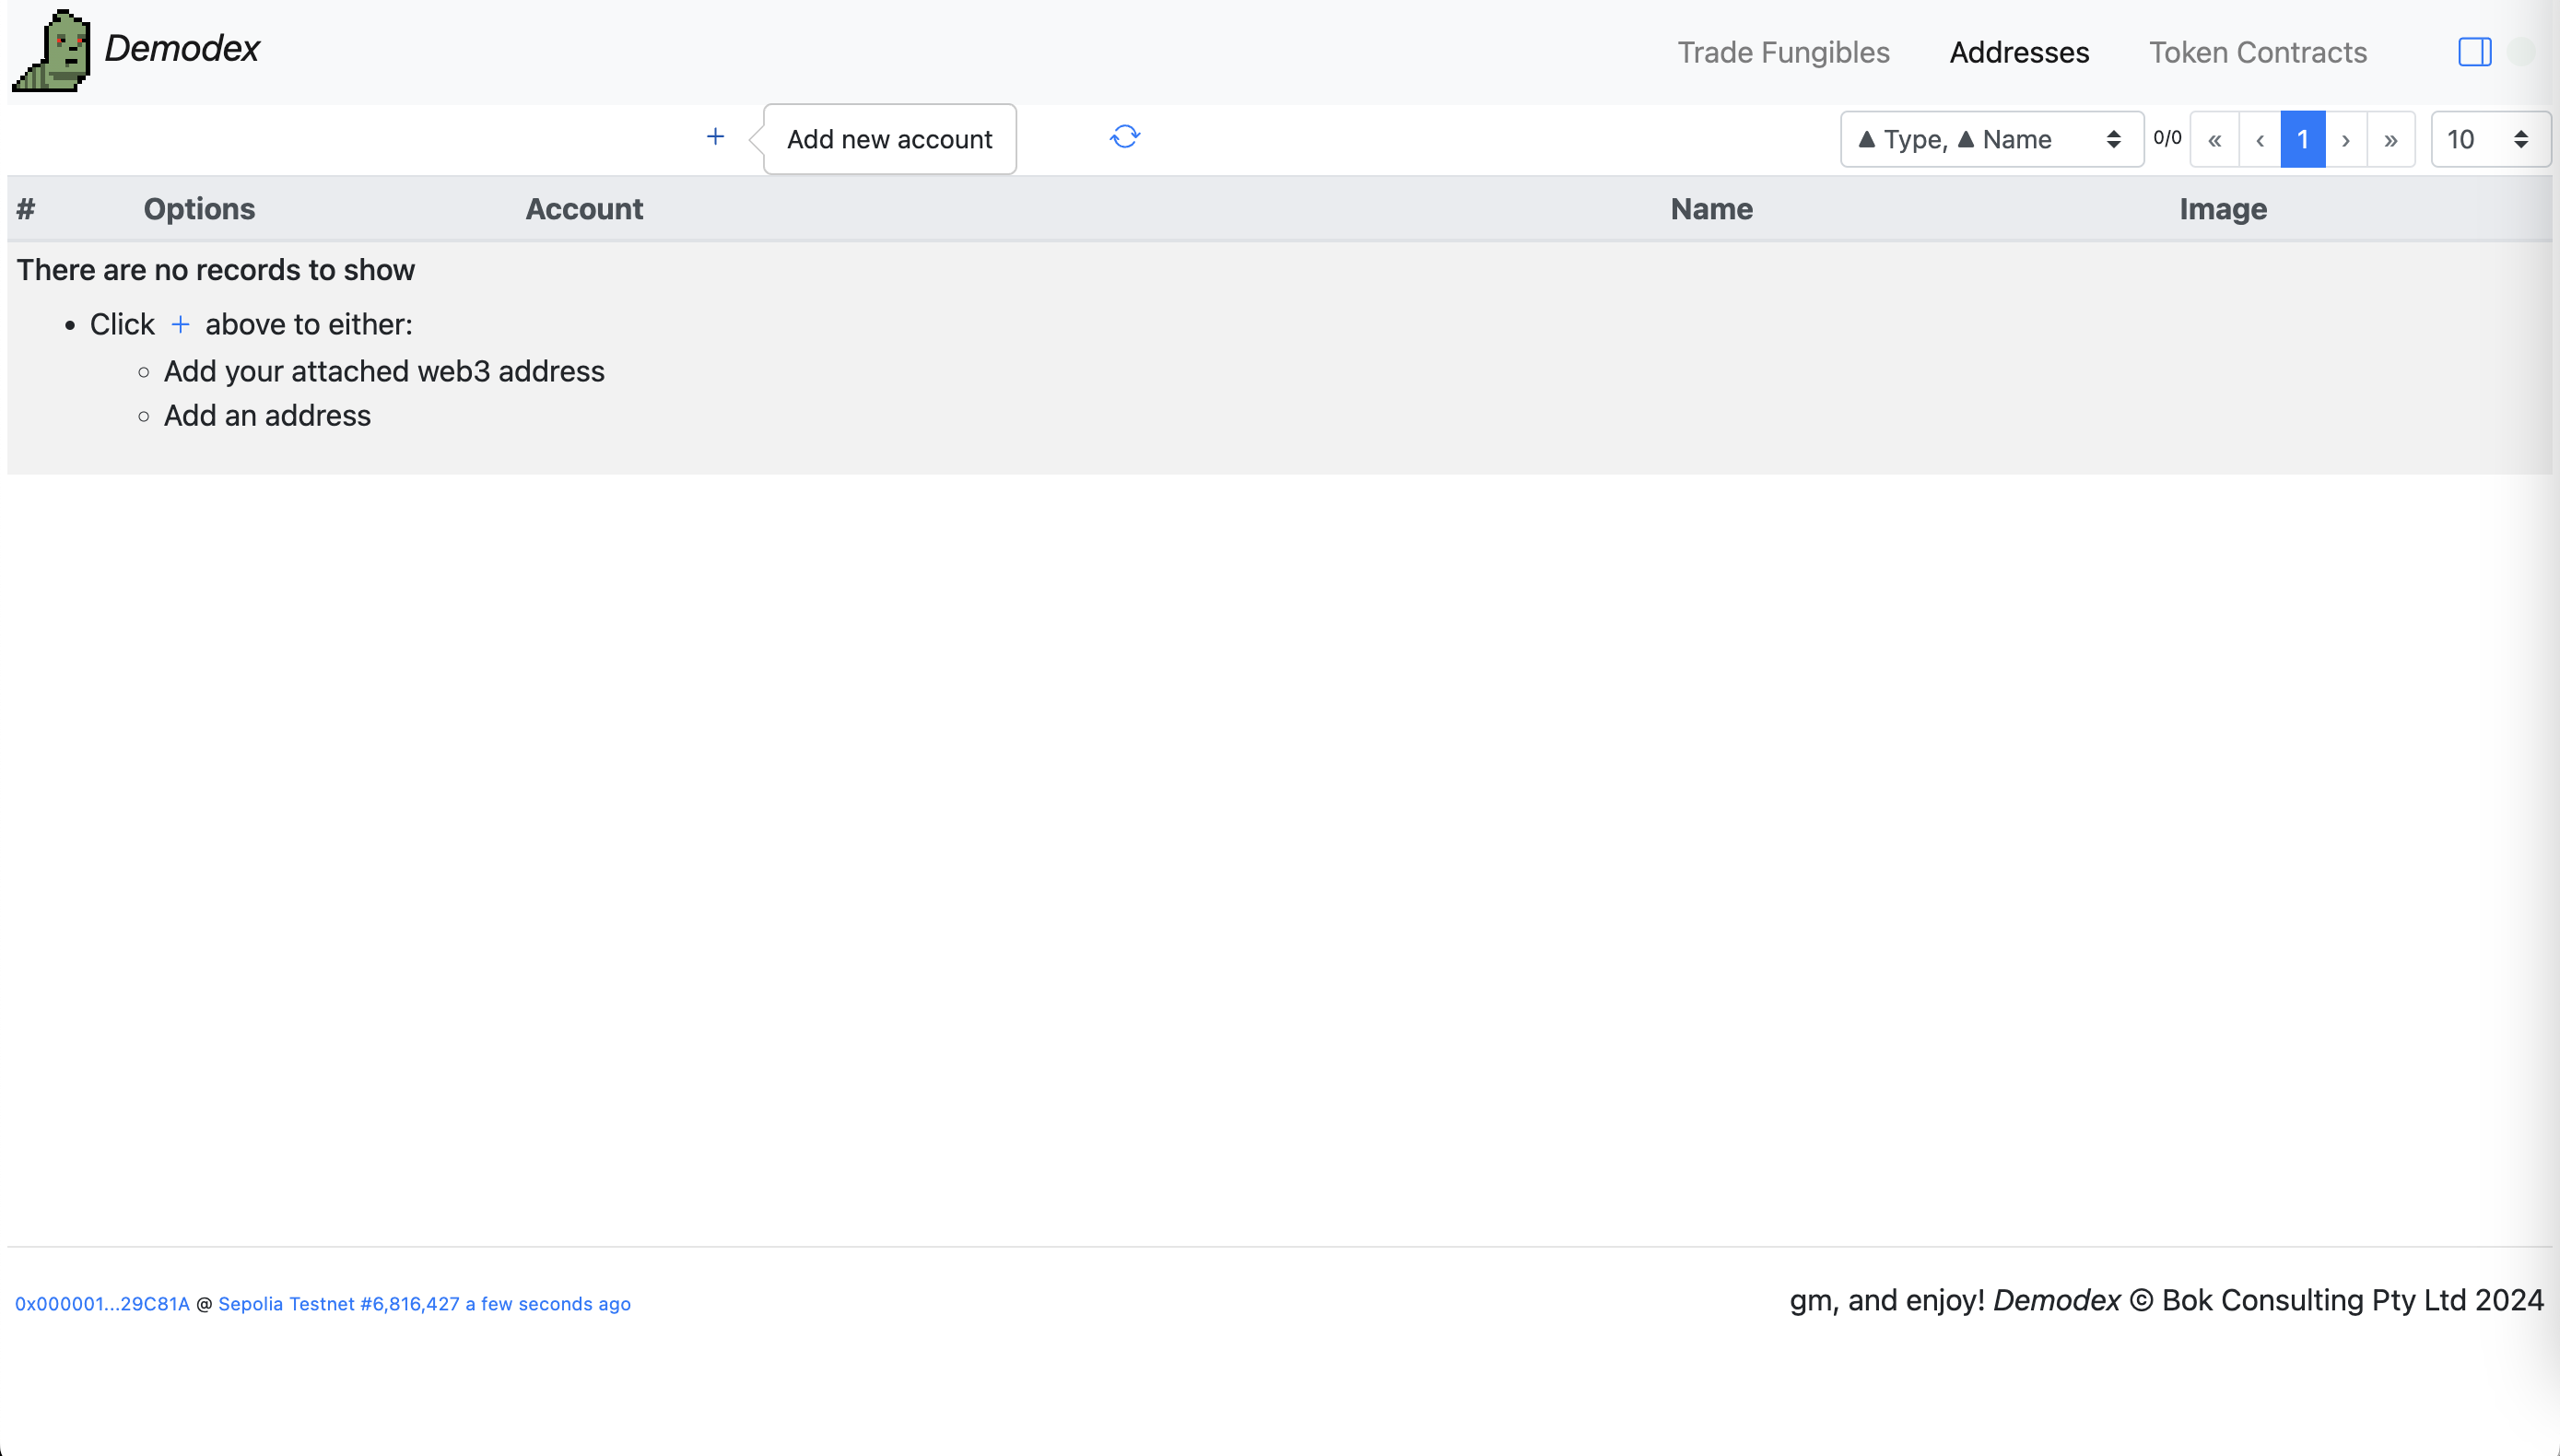 Demodex
Trade Fungibles Addresses Token Contracts
+ Add new account
▲ Type, ▲ Name 0/0 « ‹ 1 › » 10
# Options Account Name Image
There are no records to show
• Click + above to either:
◦ Add your attached web3 address
◦ Add an address
0x000001...29C81A @ Sepolia Testnet #6,816,427 a few seconds ago
gm, and enjoy! Demodex © Bok Consulting Pty Ltd 2024